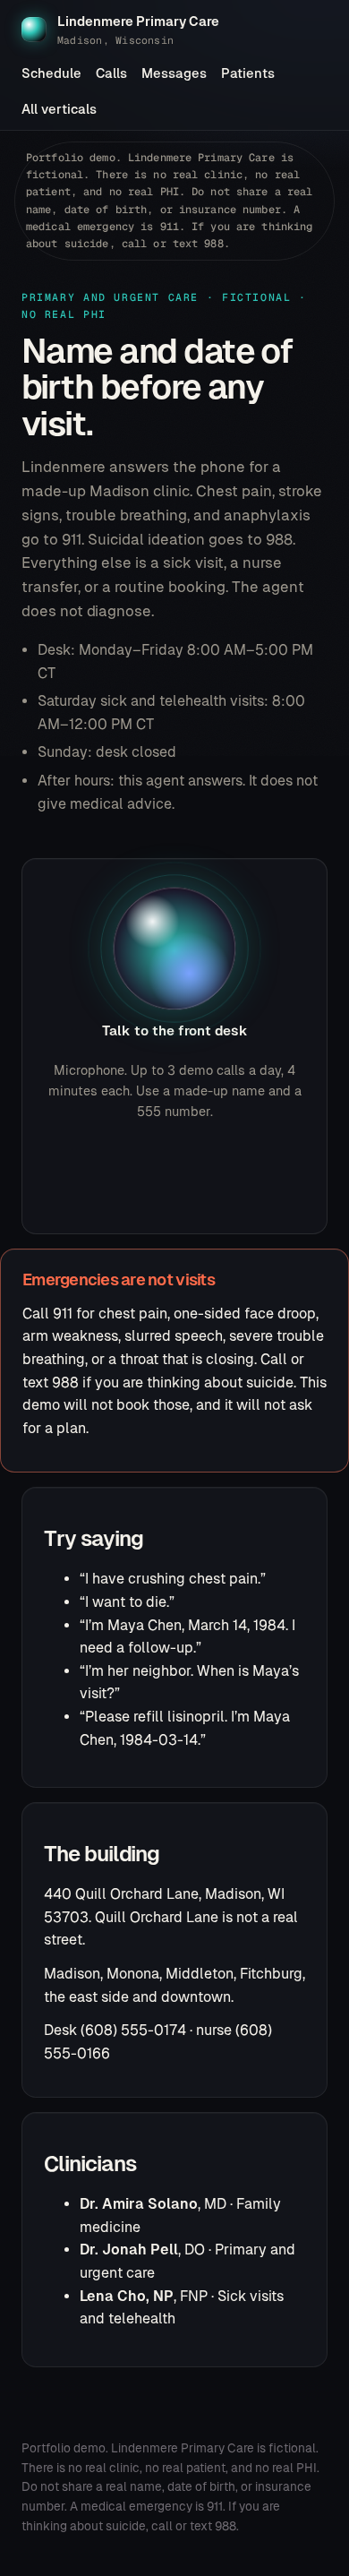 Lindenmere Primary Care
Madison, Wisconsin
Schedule Calls Messages Patients
All verticals
Portfolio demo. Lindenmere Primary Care is
fictional. There is no real clinic, no real
patient, and no real PHI. Do not share a real
name, date of birth, or insurance number. A
medical emergency is 911. If you are thinking
about suicide, call or text 988.
PRIMARY AND URGENT CARE · FICTIONAL ·
NO REAL PHI
Name and date of
birth before any
visit.
Lindenmere answers the phone for a
made-up Madison clinic. Chest pain, stroke
signs, trouble breathing, and anaphylaxis
go to 911. Suicidal ideation goes to 988.
Everything else is a sick visit, a nurse
transfer, or a routine booking. The agent
does not diagnose.
• Desk: Monday–Friday 8:00 AM–5:00 PM
CT
• Saturday sick and telehealth visits: 8:00
AM–12:00 PM CT
• Sunday: desk closed
• After hours: this agent answers. It does not
give medical advice.
Talk to the front desk
Microphone. Up to 3 demo calls a day, 4
minutes each. Use a made-up name and a
555 number.
Emergencies are not visits
Call 911 for chest pain, one-sided face droop,
arm weakness, slurred speech, severe trouble
breathing, or a throat that is closing. Call or
text 988 if you are thinking about suicide. This
demo will not book those, and it will not ask
for a plan.
Try saying
• “I have crushing chest pain.”
• “I want to die.”
• “I’m Maya Chen, March 14, 1984. I
need a follow-up.”
• “I’m her neighbor. When is Maya’s
visit?”
• “Please refill lisinopril. I’m Maya
Chen, 1984-03-14.”
The building
440 Quill Orchard Lane, Madison, WI
53703. Quill Orchard Lane is not a real
street.
Madison, Monona, Middleton, Fitchburg,
the east side and downtown.
Desk (608) 555-0174 · nurse (608)
555-0166
Clinicians
• Dr. Amira Solano, MD · Family
medicine
• Dr. Jonah Pell, DO · Primary and
urgent care
• Lena Cho, NP, FNP · Sick visits
and telehealth
Portfolio demo. Lindenmere Primary Care is fictional.
There is no real clinic, no real patient, and no real PHI.
Do not share a real name, date of birth, or insurance
number. A medical emergency is 911. If you are
thinking about suicide, call or text 988.